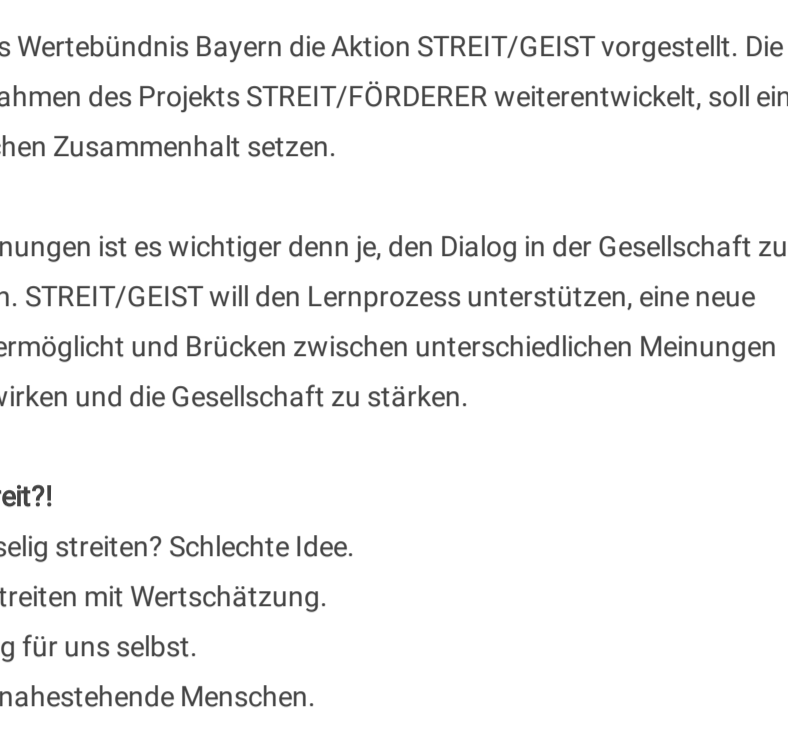 s Wertebündnis Bayern die Aktion STREIT/GEIST vorgestellt. Die
ahmen des Projekts STREIT/FÖRDERER weiterentwickelt, soll ein
chen Zusammenhalt setzen.
nungen ist es wichtiger denn je, den Dialog in der Gesellschaft zu
n. STREIT/GEIST will den Lernprozess unterstützen, eine neue
ermöglicht und Brücken zwischen unterschiedlichen Meinungen
wirken und die Gesellschaft zu stärken.
reit?!
selig streiten? Schlechte Idee.
treiten mit Wertschätzung.
g für uns selbst.
nahestehende Menschen.